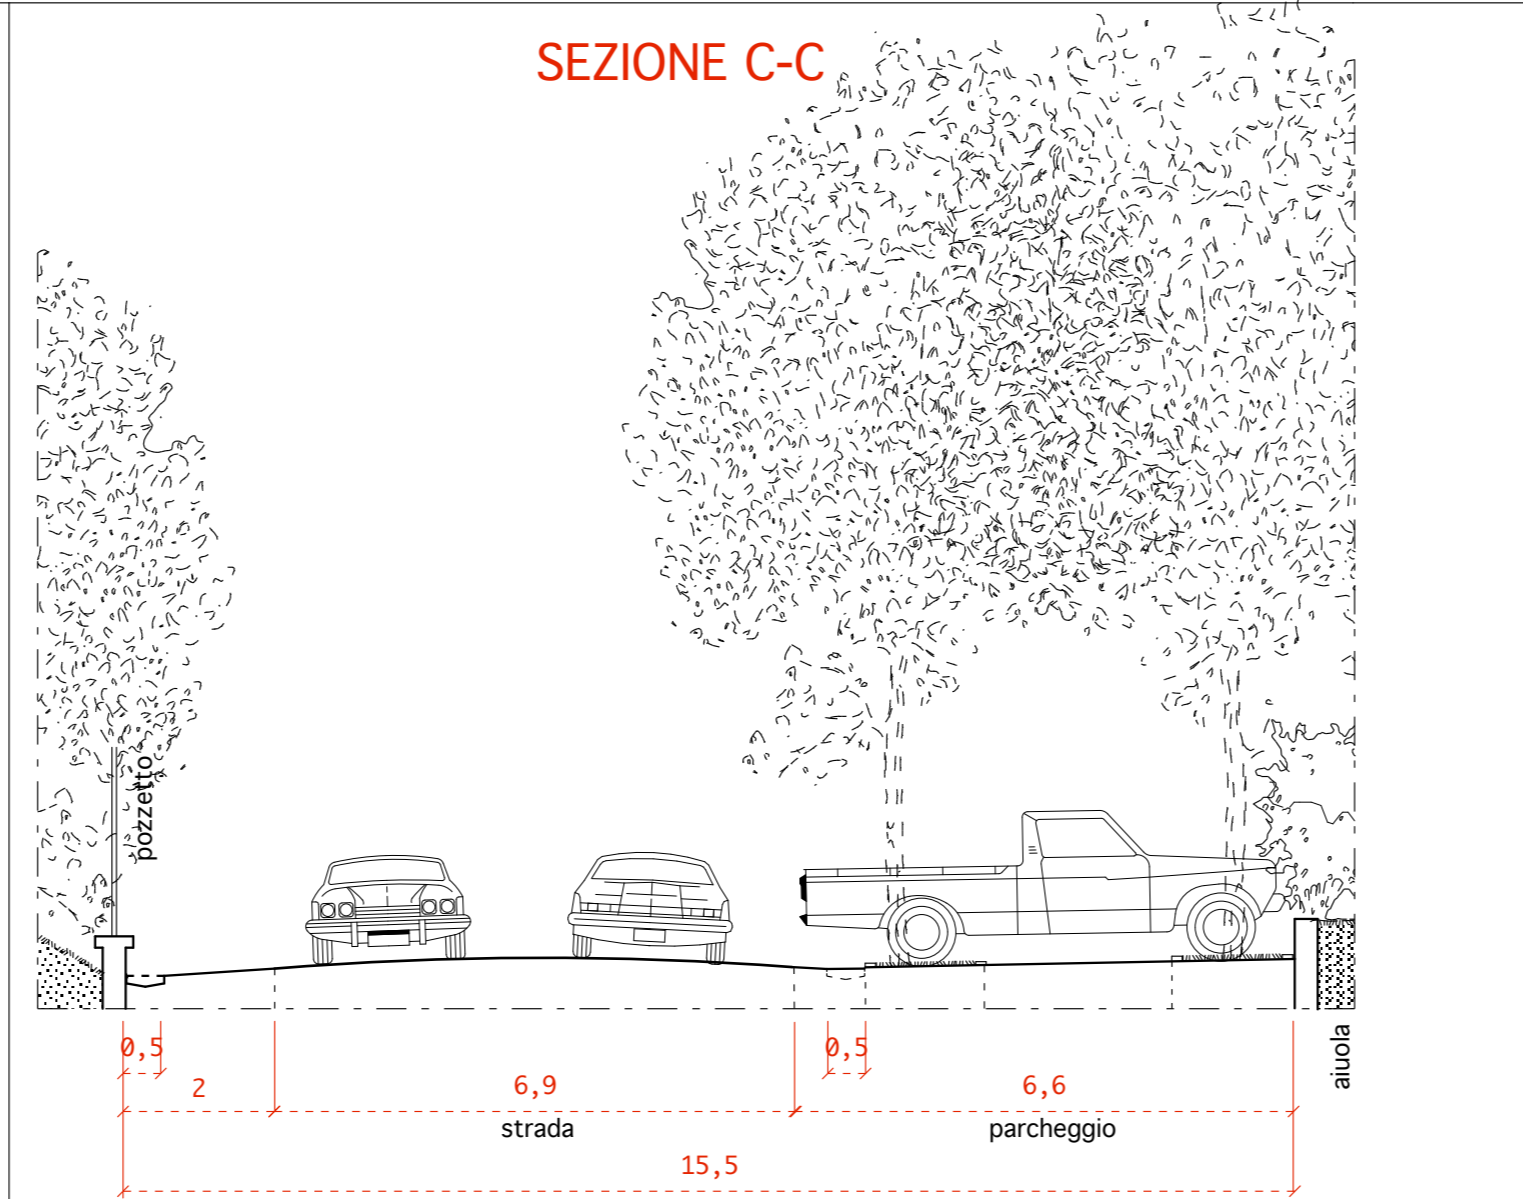 SEZIONE C-C
pozzetto
0,5
0,5
2
6,9
6,6
aiuola
strada
parcheggio
15,5